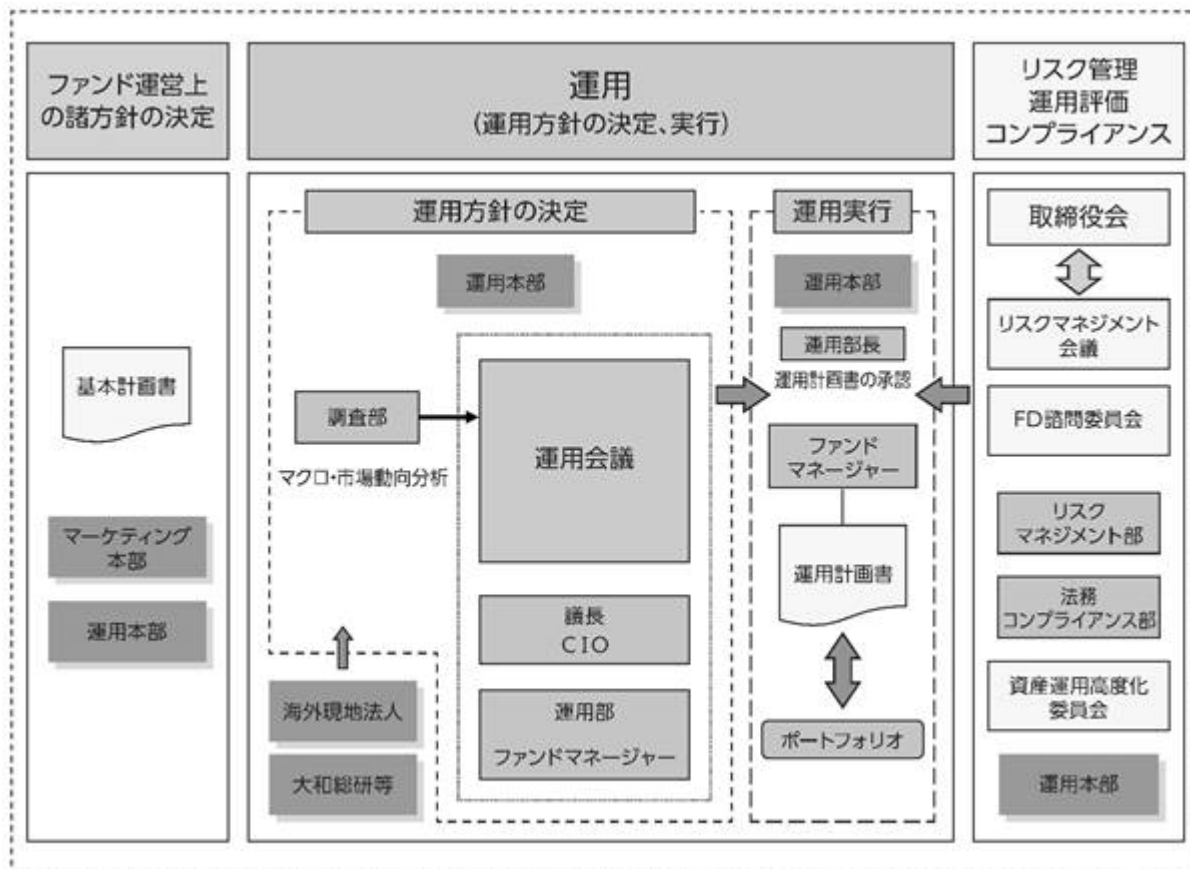 ファンド運営上
の諸方針の決定
運用
(運用方針の決定、実行)
リスク管理
運用評価
コンプライアンス
基本計画書
マーケティング
本部
運用本部
運用方針の決定
運用本部
調査部
マクロ・市場動向分析
運用会議
議長
CIO
運用部
ファンドマネージャー
海外現地法人
大和総研等
運用実行
運用本部
運用部長
運用計画書の承認
ファンド
マネージャー
運用計画書
ポートフォリオ
取締役会
リスクマネジメント
会議
FD諮問委員会
リスク
マネジメント部
法務
コンプライアンス部
資産運用高度化
委員会
運用本部